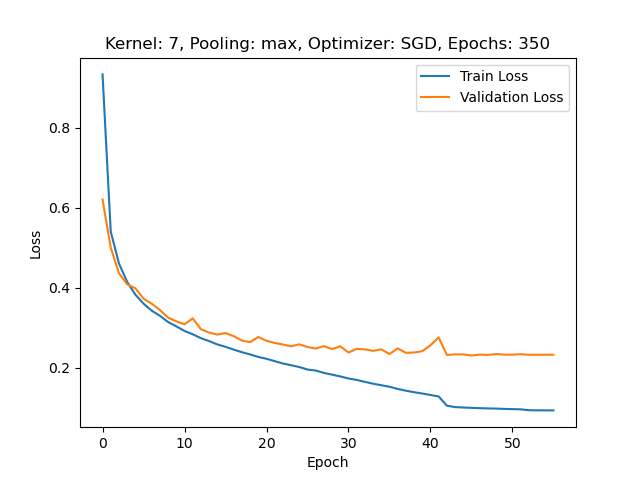 Kernel: 7, Pooling: max, Optimizer: SGD, Epochs: 350
Train Loss
Validation Loss
Loss
0.8
0.6
0.4
0.2
0 10 20 30 40 50
Epoch